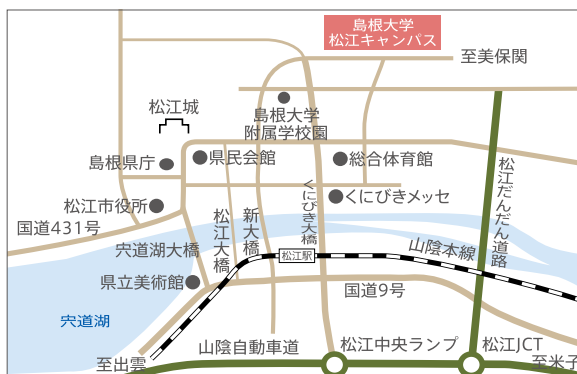 島根大学
松江キャンパス
至美保関
松江城
島根大学
附属学校園
島根県庁
県民会館
総合体育館
松江だんだん道路
松江市役所
くにびき大橋
くにびきメッセ
国道431号
松江大橋
新大橋
宍道湖大橋
山陰本線
松江駅
県立美術館
国道9号
宍道湖
山陰自動車道
松江中央ランプ
松江JCT
至出雲
至米子